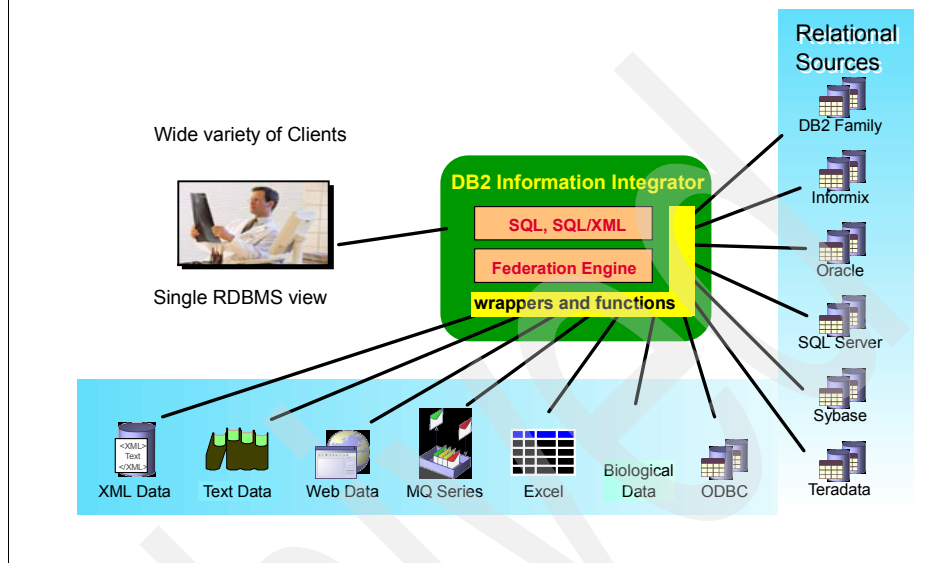 Relational
Sources
DB2 Family
Informix
Oracle
SQL Server
Sybase
Teradata
Wide variety of Clients
Single RDBMS view
DB2 Information Integrator
SQL, SQL/XML
Federation Engine
wrappers and functions
<XML>
Text
</XML>
XML Data
Text Data
Web Data
MQ Series
Excel
Biological
Data
ODBC